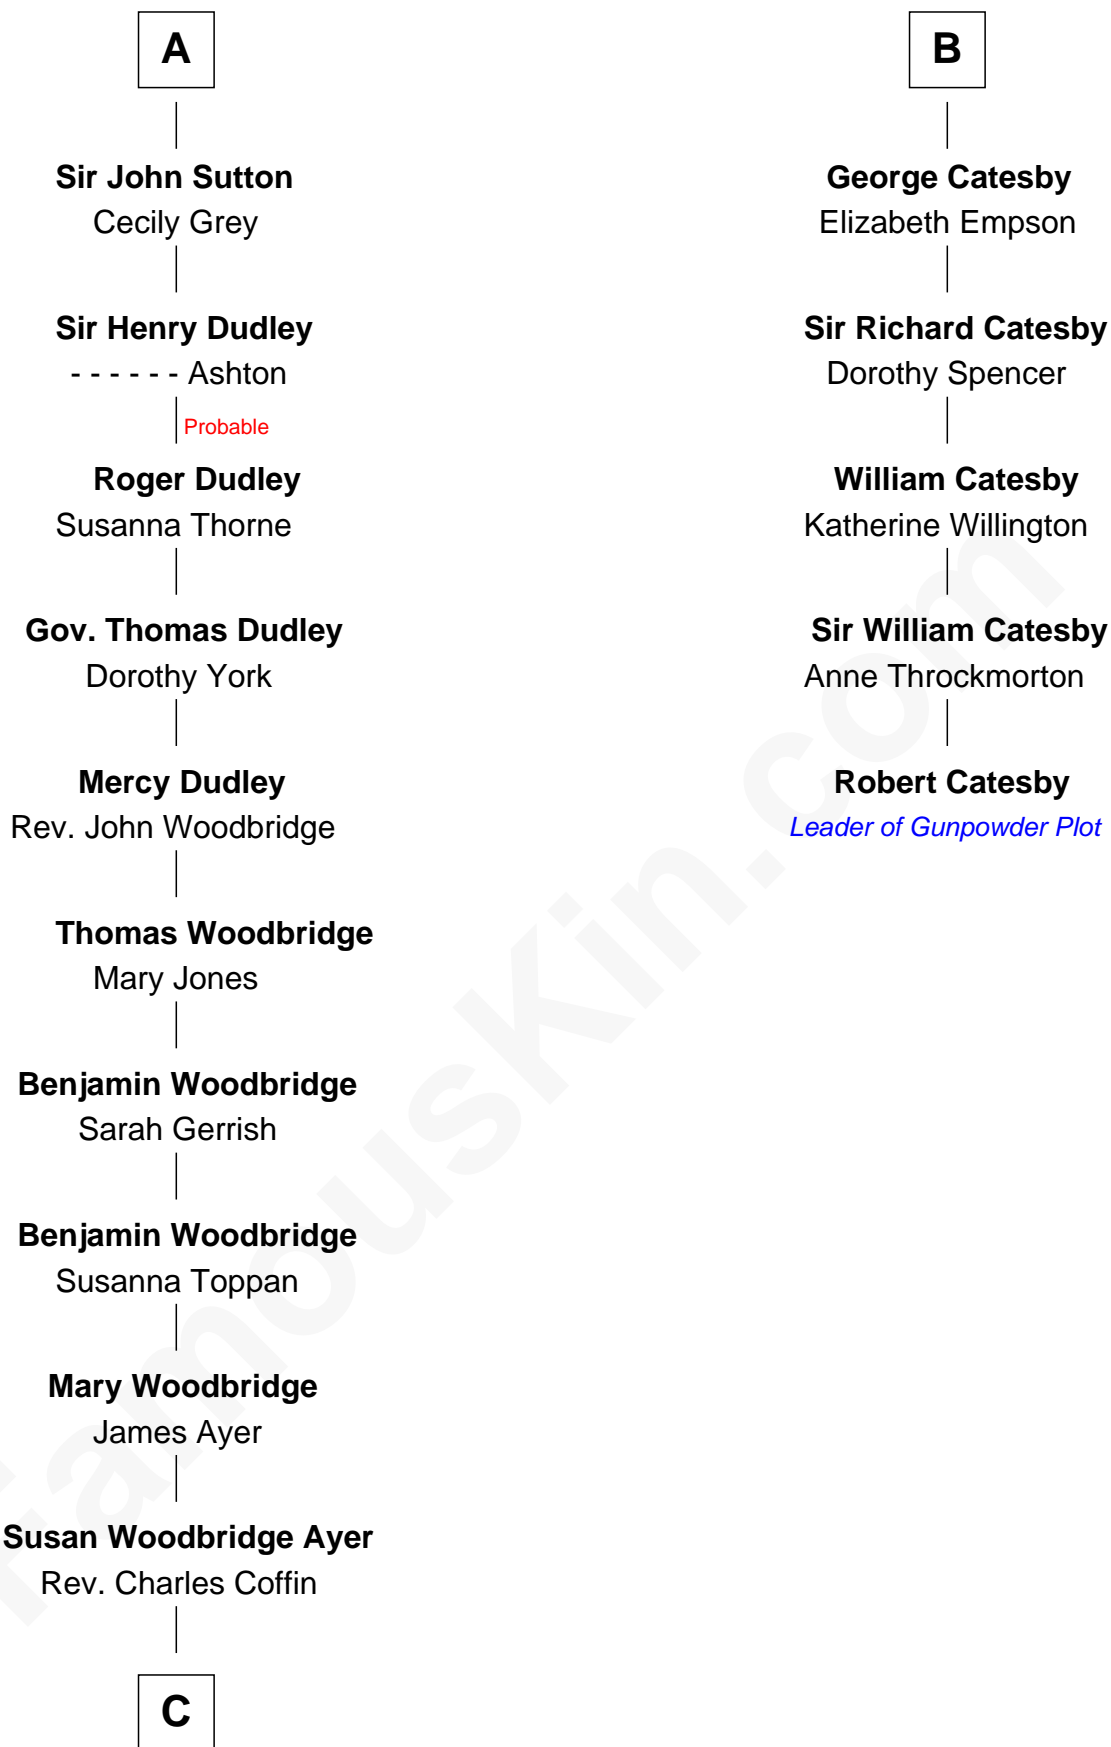 A
Sir John Sutton
Cecily Grey
Sir Henry Dudley
- - - - - - Ashton
Probable
Roger Dudley
Susanna Thorne
Gov. Thomas Dudley
Dorothy York
Mercy Dudley
Rev. John Woodbridge
Thomas Woodbridge
Mary Jones
Benjamin Woodbridge
Sarah Gerrish
Benjamin Woodbridge
Susanna Toppan
Mary Woodbridge
James Ayer
Susan Woodbridge Ayer
Rev. Charles Coffin
C
B
George Catesby
Elizabeth Empson
Sir Richard Catesby
Dorothy Spencer
William Catesby
Katherine Willington
Sir William Catesby
Anne Throckmorton
Robert Catesby
Leader of Gunpowder Plot
FamousKin.com